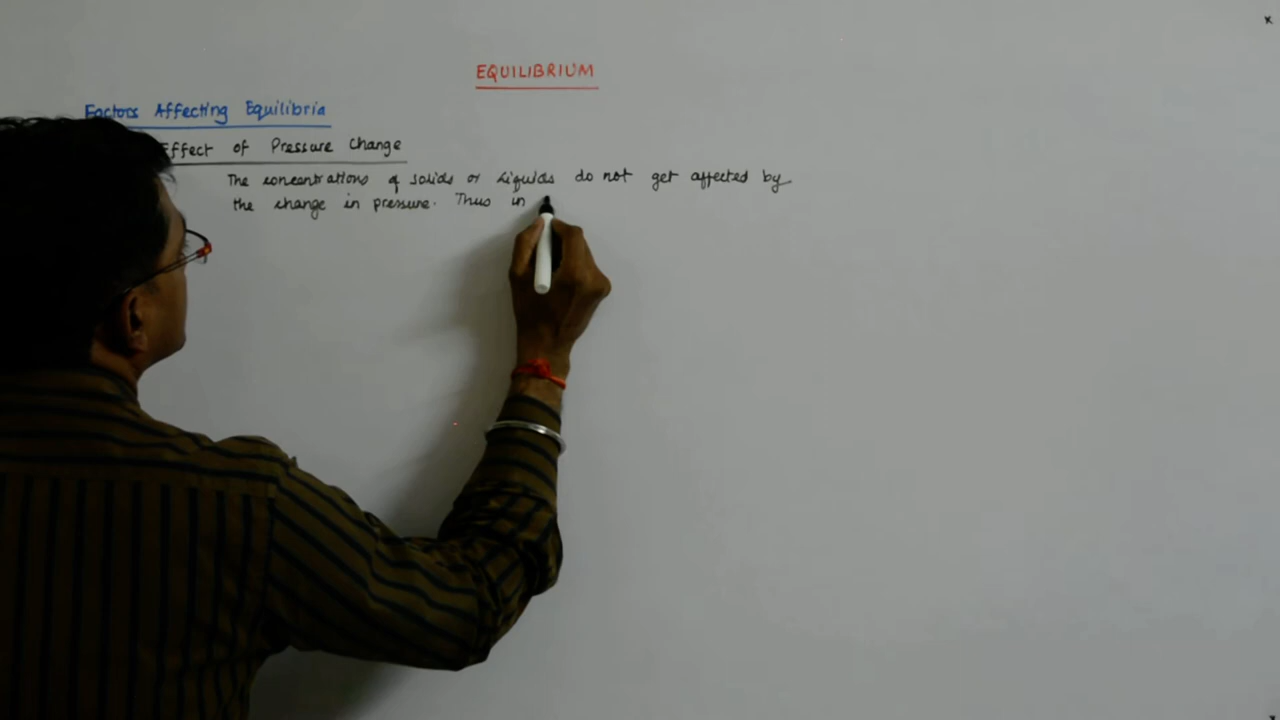 EQUILIBRIUM
Factors Affecting Equilibria
Effect of Pressure Change
The concentrations of solids or liquids do not get affected by
the change in pressure. Thus in